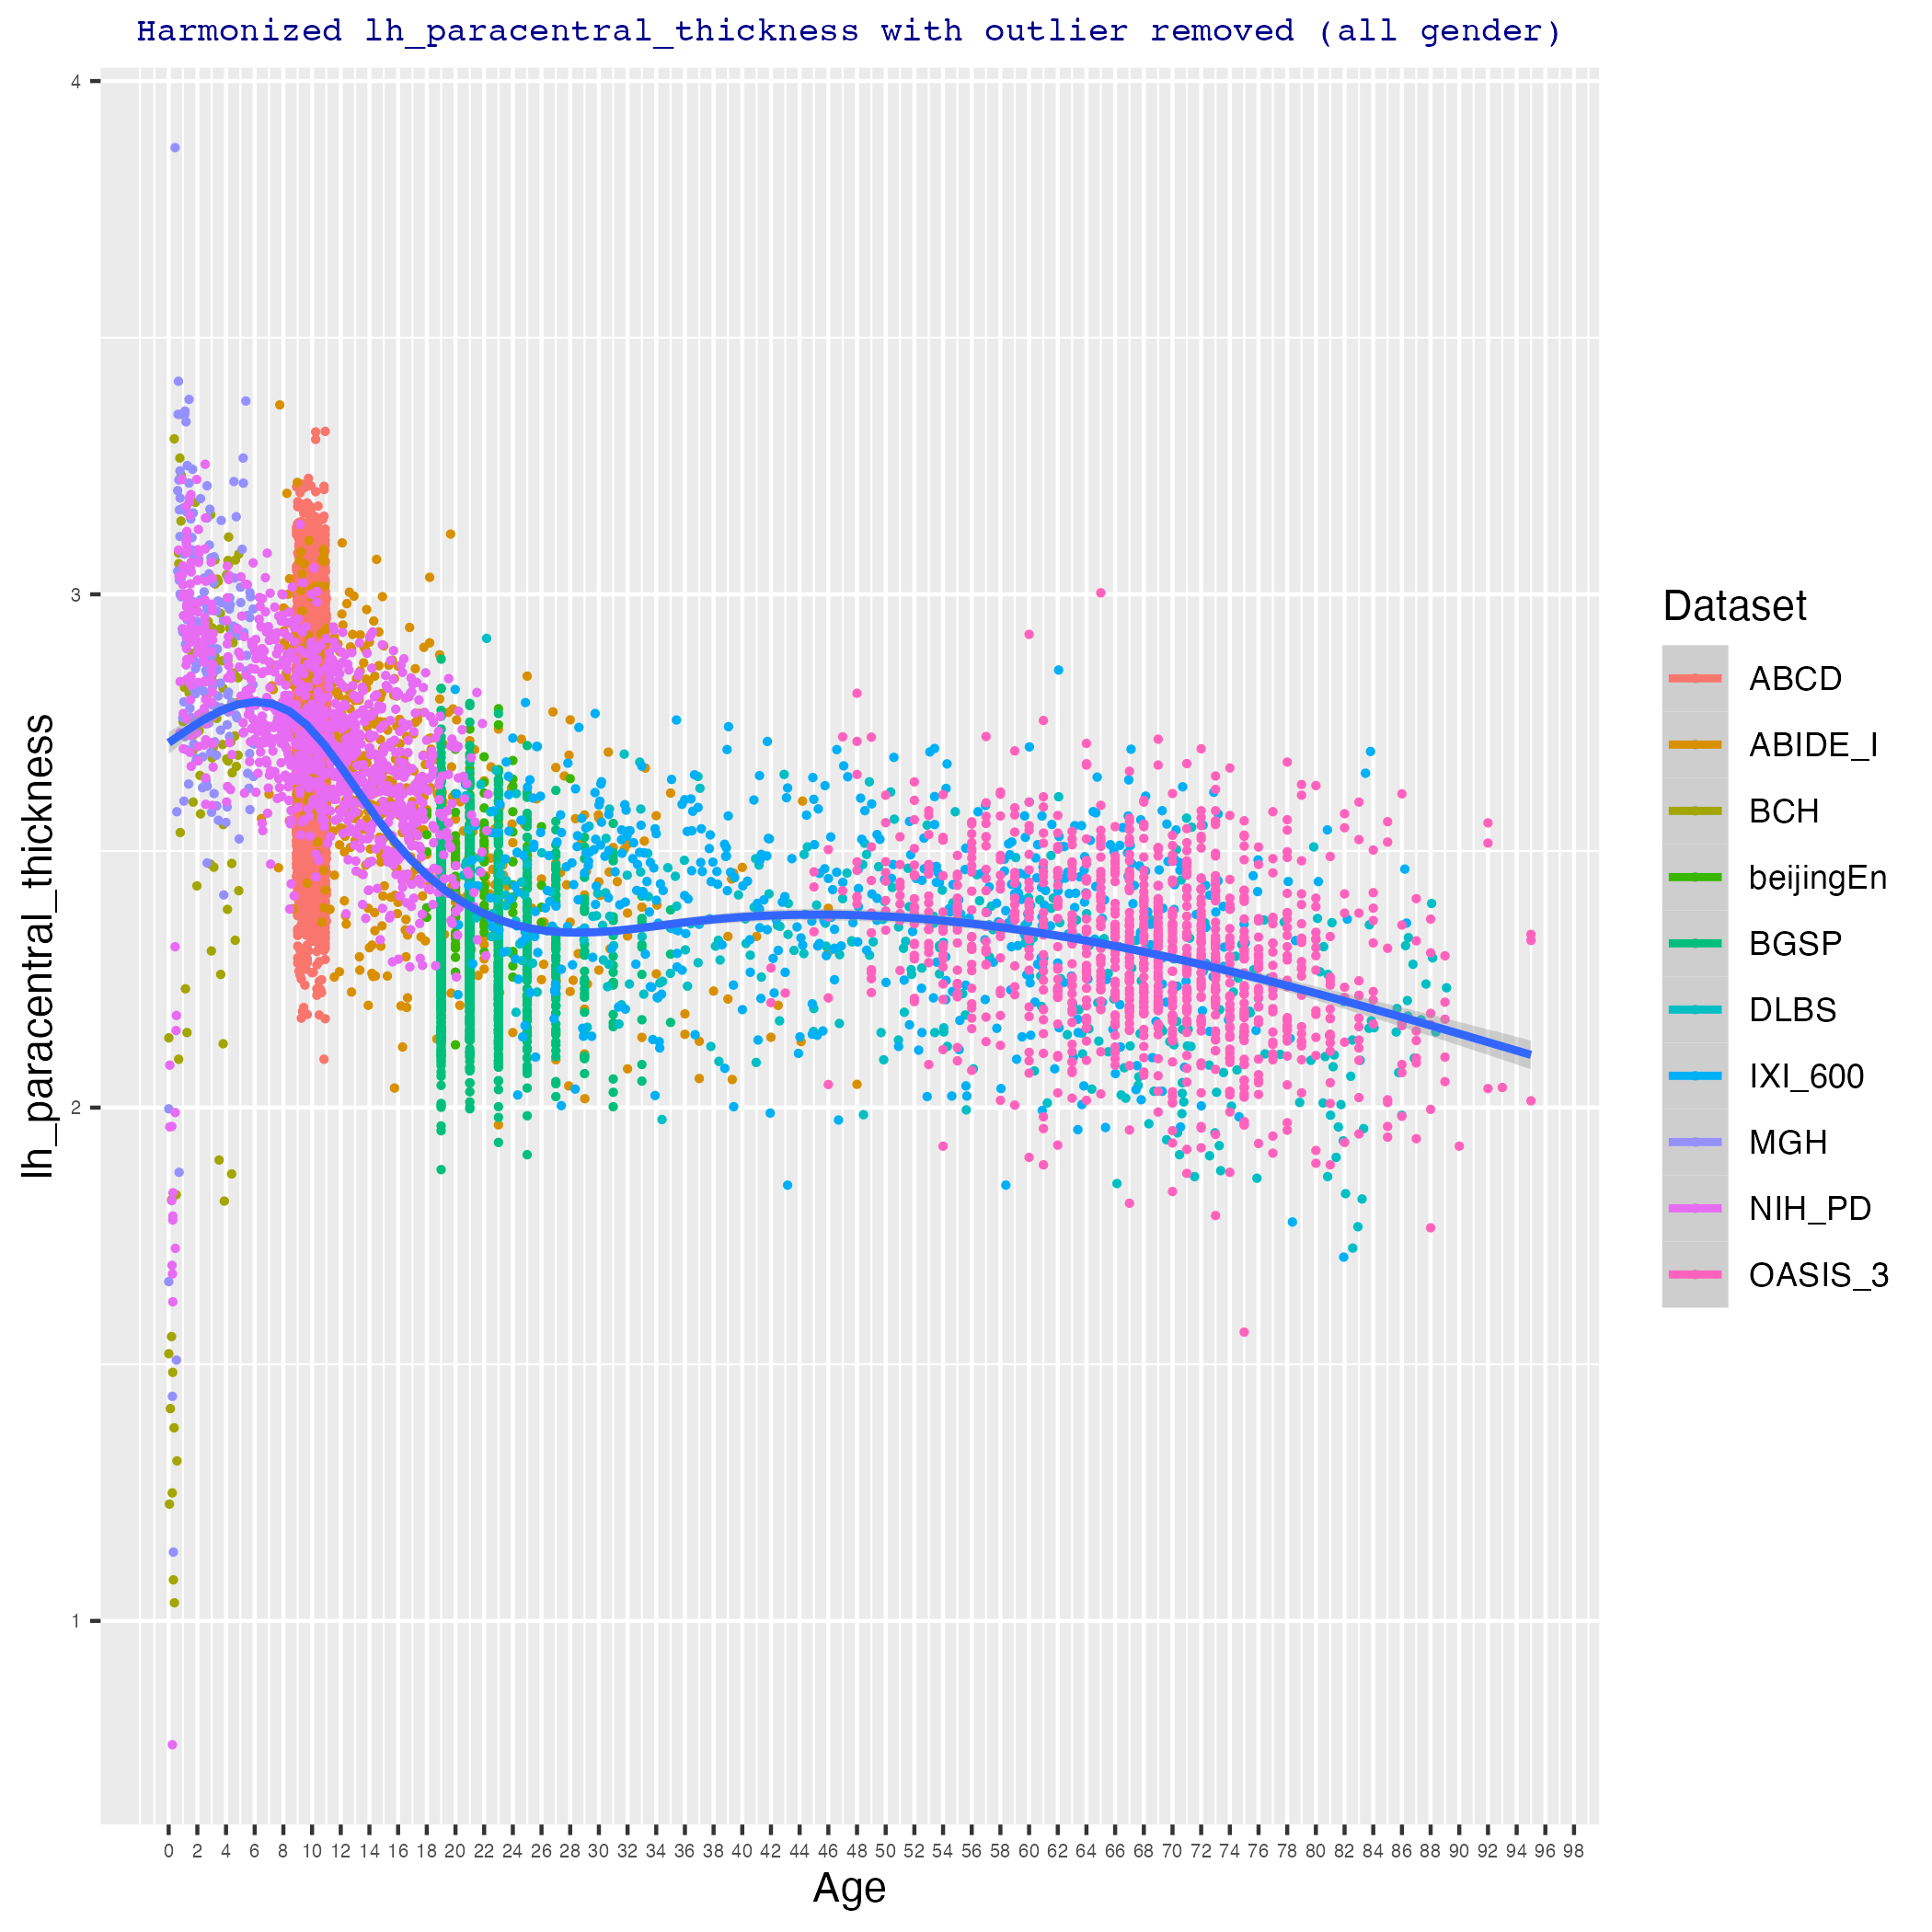 Harmonized lh_paracentral_thickness with outlier removed (all gender)
4
3
2
1
lh_paracentral_thickness
0 2 4 6 8 10 12 14 16 18 20 22 24 26 28 30 32 34 36 38 40 42 44 46 48 50 52 54 56 58 60 62 64 66 68 70 72 74 76 78 80 82 84 86 88 90 92 94 96 98
Age
Dataset
ABCD
ABIDE_I
BCH
beijingEn
BGSP
DLBS
IXI_600
MGH
NIH_PD
OASIS_3